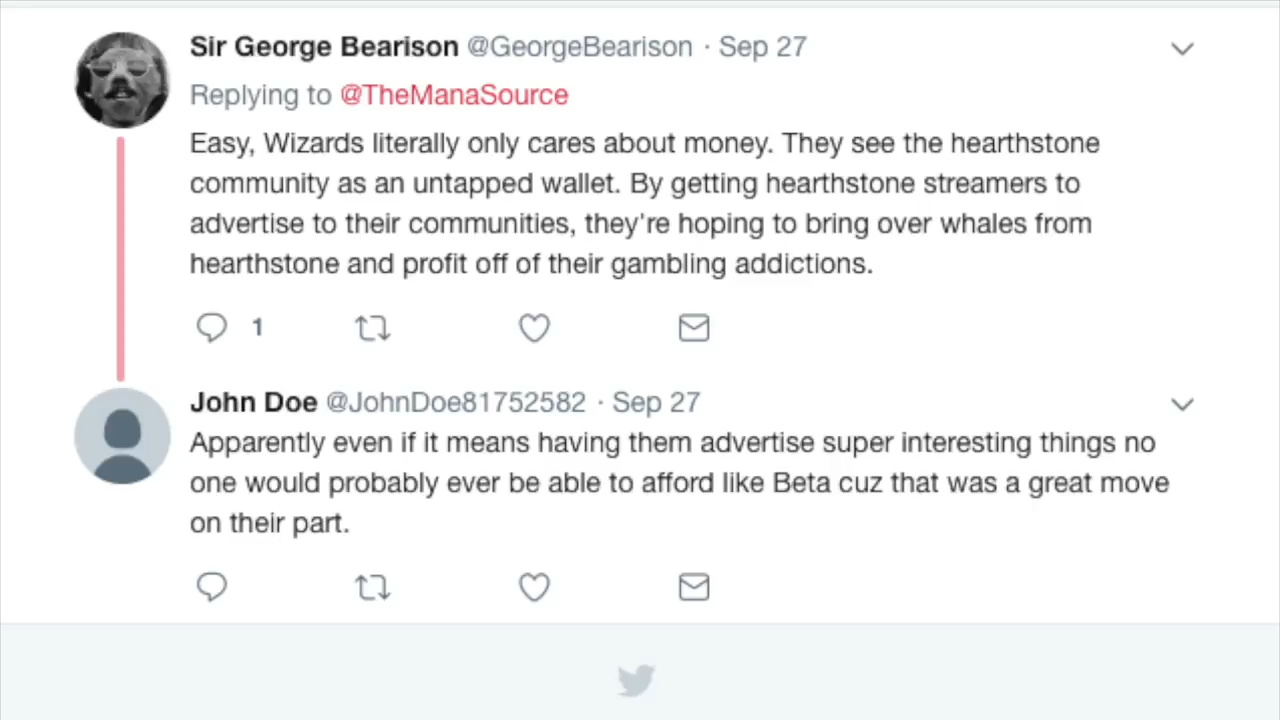 Sir George Bearison @GeorgeBearison · Sep 27
Replying to @TheManaSource
Easy, Wizards literally only cares about money. They see the hearthstone
community as an untapped wallet. By getting hearthstone streamers to
advertise to their communities, they're hoping to bring over whales from
hearthstone and profit off of their gambling addictions.
1
John Doe @JohnDoe81752582 · Sep 27
Apparently even if it means having them advertise super interesting things no
one would probably ever be able to afford like Beta cuz that was a great move
on their part.